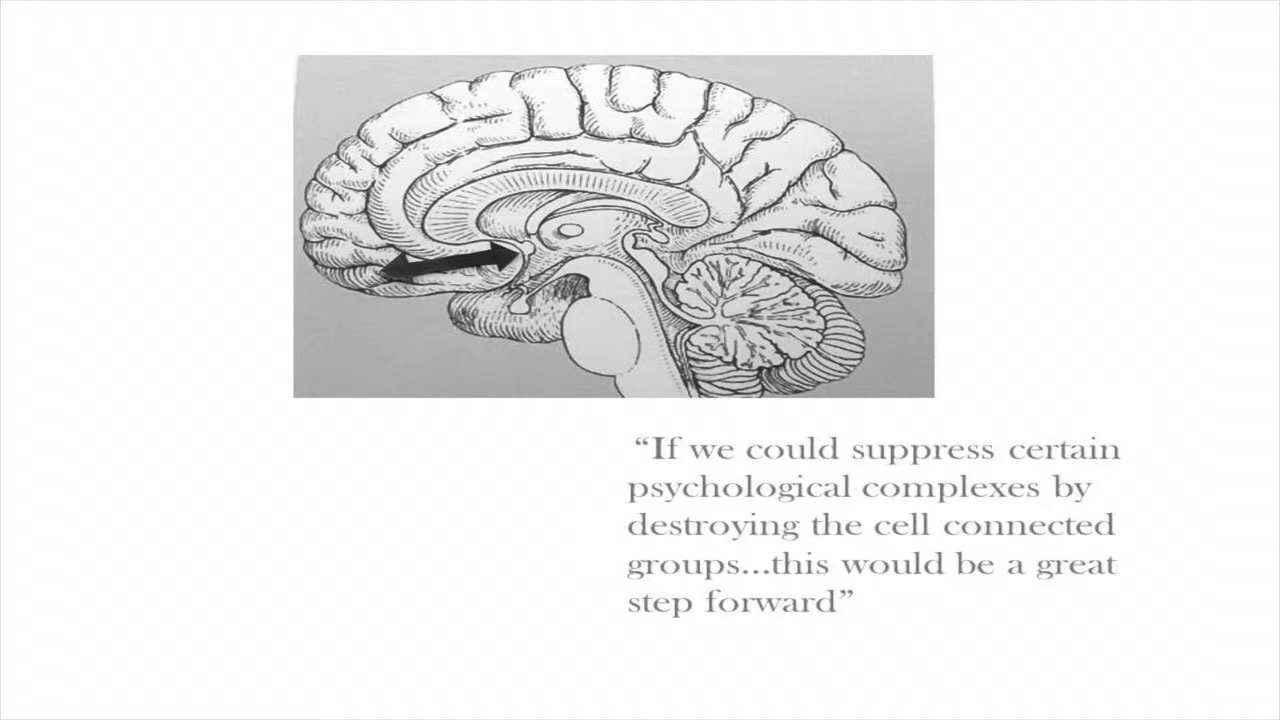 “If we could suppress certain
psychological complexes by
destroying the cell connected
groups...this would be a great
step forward”